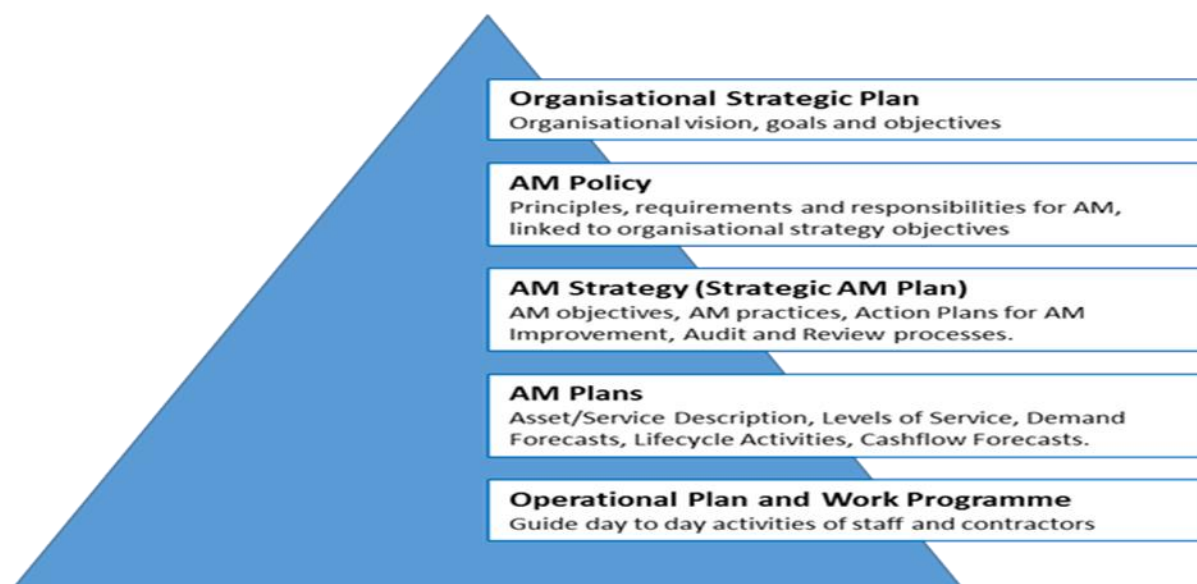 Organisational Strategic Plan
Organisational vision, goals and objectives
AM Policy
Principles, requirements and responsibilities for AM,
linked to organisational strategy objectives
AM Strategy (Strategic AM Plan)
AM objectives, AM practices, Action Plans for AM
Improvement, Audit and Review processes.
AM Plans
Asset/Service Description, Levels of Service, Demand
Forecasts, Lifecycle Activities, Cashflow Forecasts.
Operational Plan and Work Programme
Guide day to day activities of staff and contractors